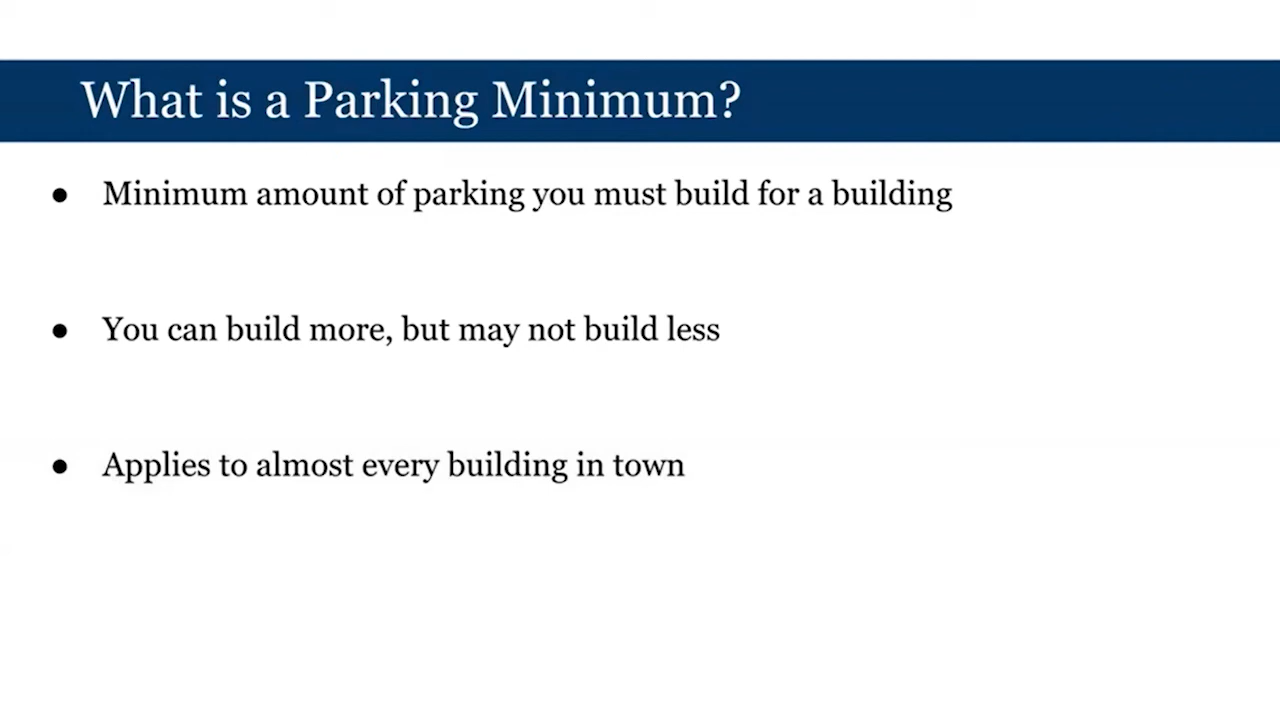 What is a Parking Minimum?
● Minimum amount of parking you must build for a building
● You can build more, but may not build less
● Applies to almost every building in town